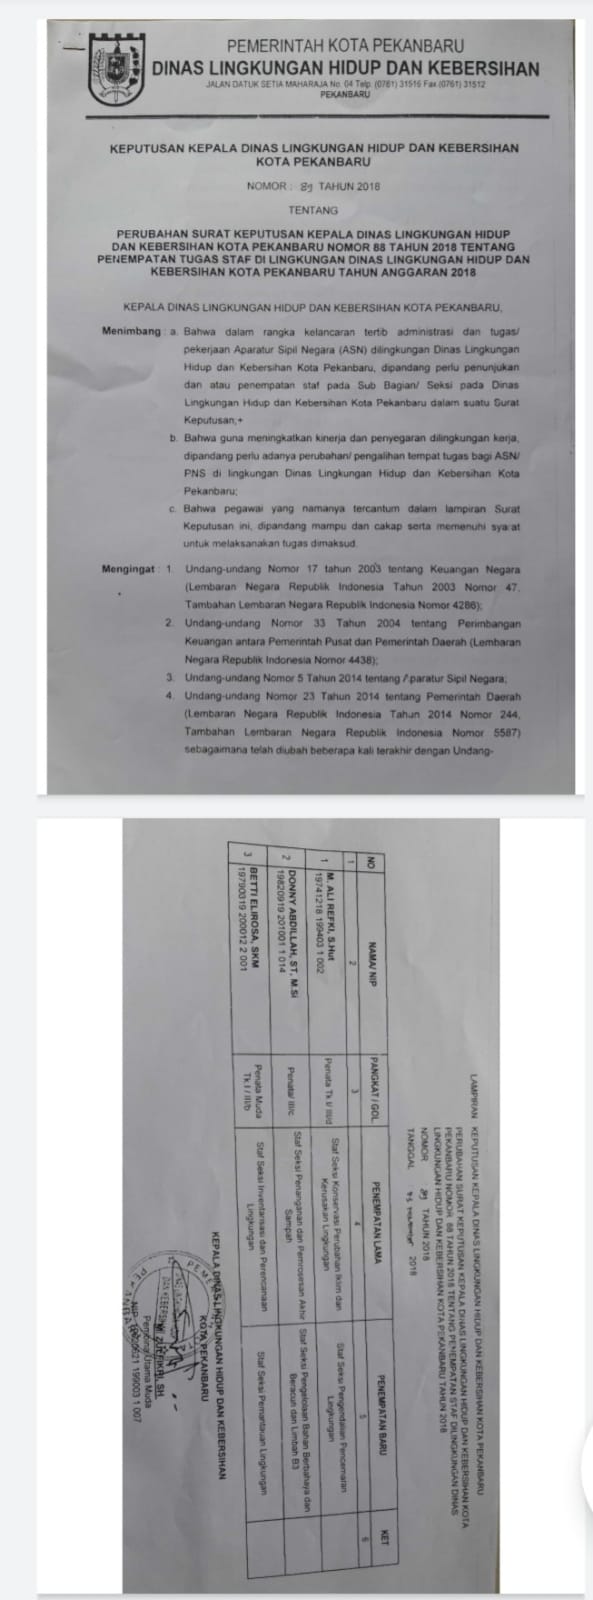 PEMERINTAH KOTA PEKANBARU
DINAS LINGKUNGAN HIDUP DAN KEBERSIHAN
JALAN DATUK SETIA MAHARAJA No. 04 Telp. (0761) 31516 Fax (0761) 31512
PEKANBARU
KEPUTUSAN KEPALA DINAS LINGKUNGAN HIDUP DAN KEBERSIHAN
KOTA PEKANBARU
NOMOR : 89 TAHUN 2018
TENTANG
PERUBAHAN SURAT KEPUTUSAN KEPALA DINAS LINGKUNGAN HIDUP
DAN KEBERSIHAN KOTA PEKANBARU NOMOR 88 TAHUN 2018 TENTANG
PENEMPATAN TUGAS STAF DI LINGKUNGAN DINAS LINGKUNGAN HIDUP DAN
KEBERSIHAN KOTA PEKANBARU TAHUN ANGGARAN 2018
KEPALA DINAS LINGKUNGAN HIDUP DAN KEBERSIHAN KOTA PEKANBARU,
Menimbang : a. Bahwa dalam rangka kelancaran tertib administrasi dan tugas/
pekerjaan Aparatur Sipil Negara (ASN) dilingkungan Dinas Lingkungan
Hidup dan Kebersihan Kota Pekanbaru, dipandang perlu penunjukan
dan atau penempatan staf pada Sub Bagian/ Seksi pada Dinas
Lingkungan Hidup dan Kebersihan Kota Pekanbaru dalam suatu Surat
Keputusan;+
b. Bahwa guna meningkatkan kinerja dan penyegaran dilingkungan kerja,
dipandang perlu adanya perubahan/ pengalihan tempat tugas bagi ASN/
PNS di lingkungan Dinas Lingkungan Hidup dan Kebersihan Kota
Pekanbaru;
c. Bahwa pegawai yang namanya tercantum dalam lampiran Surat
Keputusan ini, dipandang mampu dan cakap serta memenuhi syarat
untuk melaksanakan tugas dimaksud.
Mengingat : 1. Undang-undang Nomor 17 tahun 2003 tentang Keuangan Negara
(Lembaran Negara Republik Indonesia Tahun 2003 Nomor 47,
Tambahan Lembaran Negara Republik Indonesia Nomor 4286);
2. Undang-undang Nomor 33 Tahun 2004 tentang Perimbangan
Keuangan antara Pemerintah Pusat dan Pemerintah Daerah (Lembaran
Negara Republik Indonesia Nomor 4438);
3. Undang-undang Nomor 5 Tahun 2014 tentang Aparatur Sipil Negara;
4. Undang-undang Nomor 23 Tahun 2014 tentang Pemerintah Daerah
(Lembaran Negara Republik Indonesia Tahun 2014 Nomor 244,
Tambahan Lembaran Negara Republik Indonesia Nomor 5587)
sebagaimana telah diubah beberapa kali terakhir dengan Undang-
LAMPIRAN KEPUTUSAN KEPALA DINAS LINGKUNGAN HIDUP DAN KEBERSIHAN KOTA PEKANBARU
PERUBAHAN SURAT KEPUTUSAN KEPALA DINAS LINGKUNGAN HIDUP DAN KEBERSIHAN KOTA
PEKANBARU NOMOR 88 TAHUN 2018 TENTANG PENEMPATAN STAF DILINGKUNGAN DINAS
LINGKUNGAN HIDUP DAN KEBERSIHAN KOTA PEKANBARU TAHUN 2018
NOMOR 89 TAHUN 2018
TANGGAL 2018
NO NAMA/ NIP PANGKAT / GOL PENEMPATAN LAMA PENEMPATAN BARU KET
1 2 3 4 5 6
1 M. ALI REFKI, S.Hut Penata Tk I/ III/d Staf Seksi Konservasi Perubahan Iklim dan Staf Seksi Pengendalian Pencemaran
19741218 199403 1 002 Kerusakan Lingkungan Lingkungan
2 DONNY ABDILLAH, ST, M.Si Penata/ III/c Staf Seksi Penanganan dan Pemrosesan Akhir Staf Seksi Pengelolaan Bahan Berbahaya dan
19820919 201001 1 014 Sampah Beracun dan Limbah B3
3 BETTI ELIROSA, SKM Penata Muda Staf Seksi Inventarisasi dan Perencanaan Staf Seksi Pemantauan Lingkungan
19790319 200012 2 001 Tk.I / III/b Lingkungan
KEPALA DINAS LINGKUNGAN HIDUP DAN KEBERSIHAN
KOTA PEKANBARU
M. ZULFIKRI, SH
Pembina Utama Muda
199003 1 007